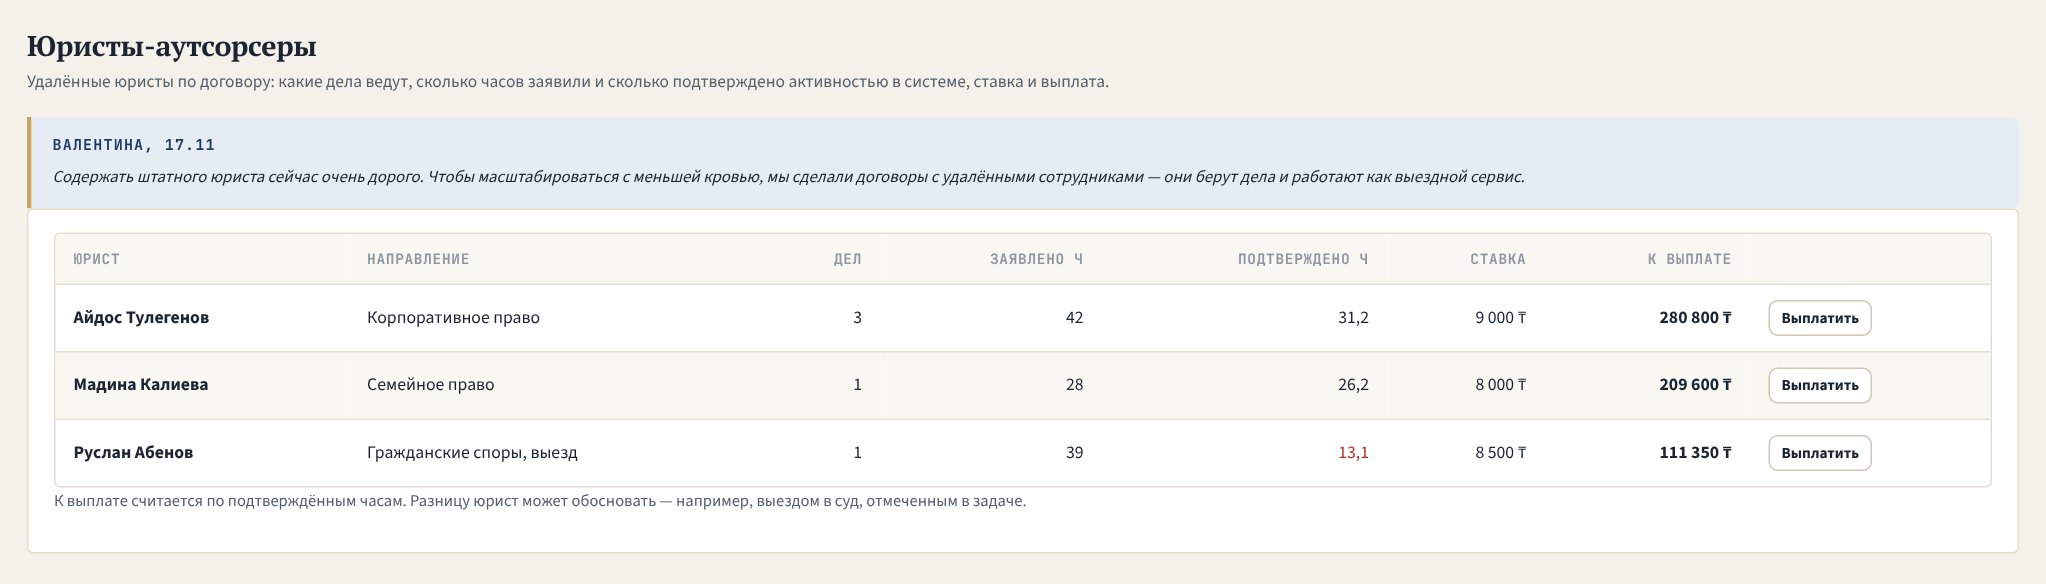 Юристы-аутсорсеры
Удалённые юристы по договору: какие дела ведут, сколько часов заявили и сколько подтверждено активностью в системе, ставка и выплата.
ВАЛЕНТИНА, 17.11
Содержать штатного юриста сейчас очень дорого. Чтобы масштабироваться с меньшей кровью, мы сделали договоры с удалёнными сотрудниками — они берут дела и работают как выездной сервис.
ЮРИСТ НАПРАВЛЕНИЕ ДЕЛ ЗАЯВЛЕНО Ч ПОДТВЕРЖДЕНО Ч СТАВКА К ВЫПЛАТЕ
Айдос Тулегенов Корпоративное право 3 42 31,2 9 000 ₸ 280 800 ₸ Выплатить
Мадина Калиева Семейное право 1 28 26,2 8 000 ₸ 209 600 ₸ Выплатить
Руслан Абенов Гражданские споры, выезд 1 39 13,1 8 500 ₸ 111 350 ₸ Выплатить
К выплате считается по подтверждённым часам. Разницу юрист может обосновать — например, выездом в суд, отмеченным в задаче.